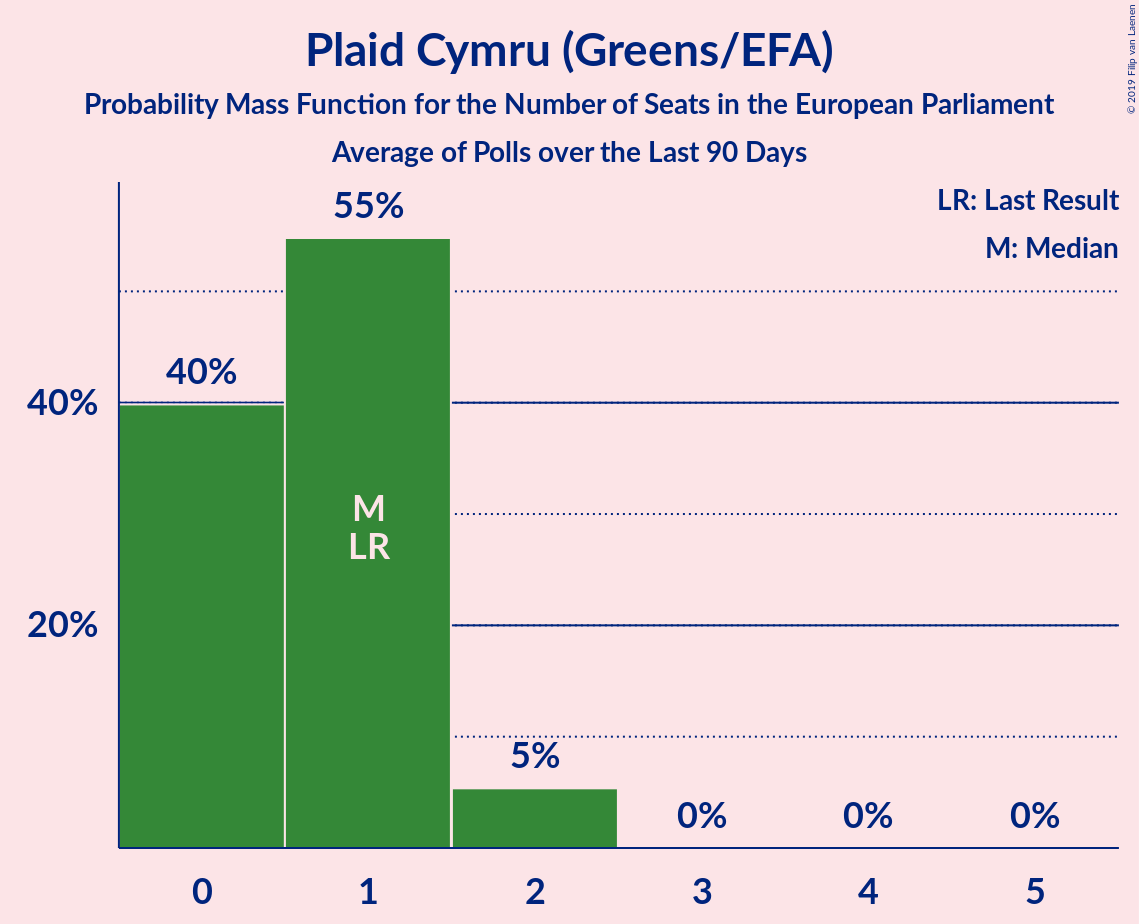 Plaid Cymru (Greens/EFA)
Probability Mass Function for the Number of Seats in the European Parliament
Average of Polls over the Last 90 Days
© 2019 Filip van Laenen
LR: Last Result
M: Median
55%
40%
40%
M
LR
20%
5%
0%
0%
0%
0
1
2
3
4
5